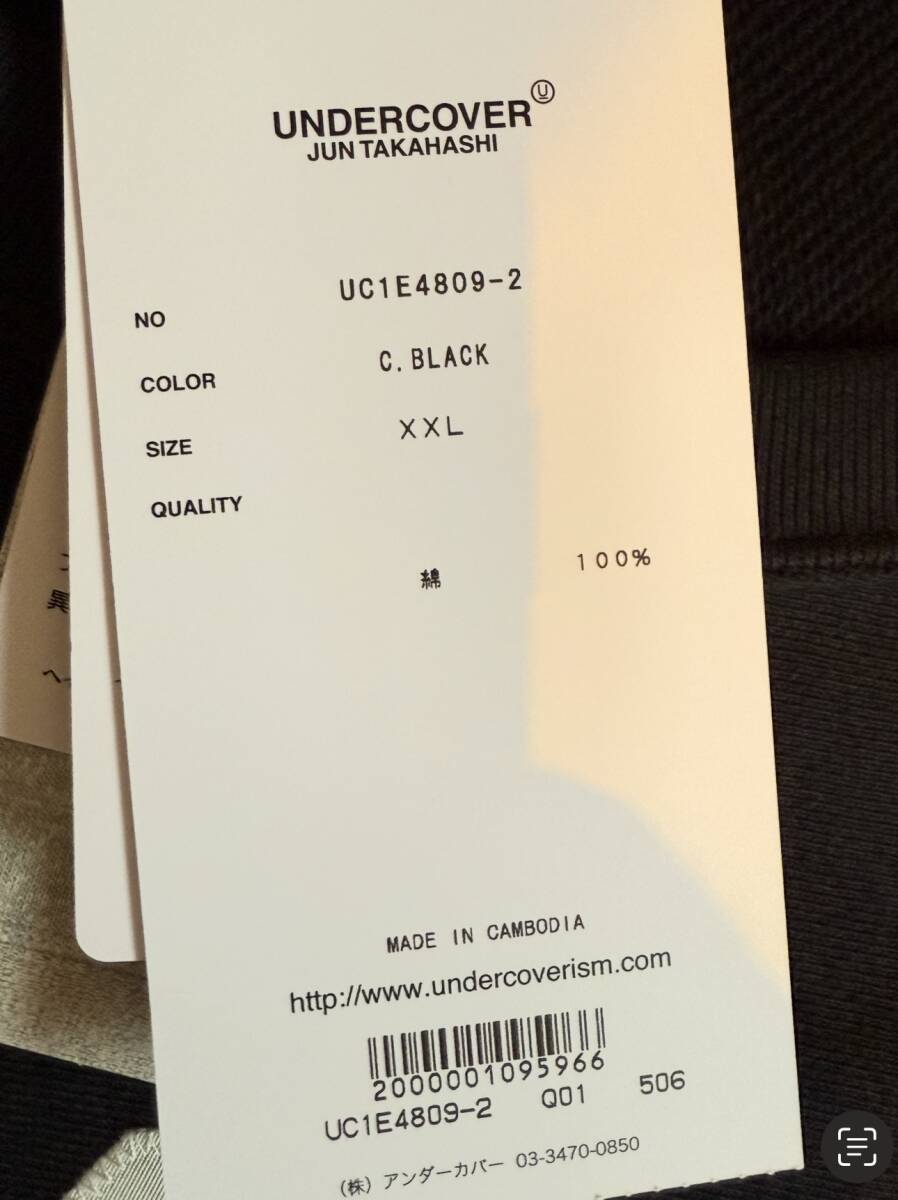 UNDERCOVER Ⓤ
JUN TAKAHASHI
NO UC1E4809-2
COLOR C.BLACK
SIZE XXL
QUALITY
綿 100%
MADE IN CAMBODIA
http://www.undercoverism.com
2000001095966
UC1E4809-2 Q01 506
(株) アンダーカバー 03-3470-0850